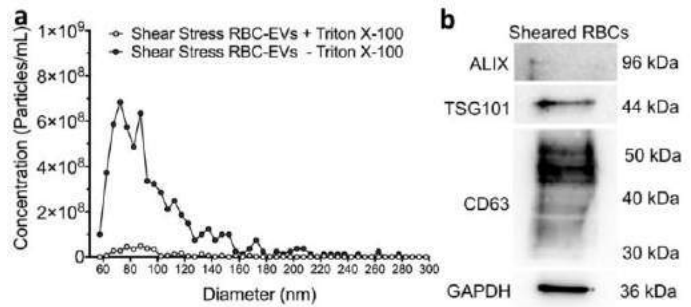 a
Shear Stress RBC-EVs + Triton X-100
Shear Stress RBC-EVs - Triton X-100
Concentration (Particles/mL)
1×10⁹
8×10⁸
6×10⁸
4×10⁸
2×10⁸
0
60 80 100 120 140 160 180 200 220 240 260 280 300
Diameter (nm)
b
Sheared RBCs
ALIX 96 kDa
TSG101 44 kDa
50 kDa
CD63 40 kDa
30 kDa
GAPDH 36 kDa